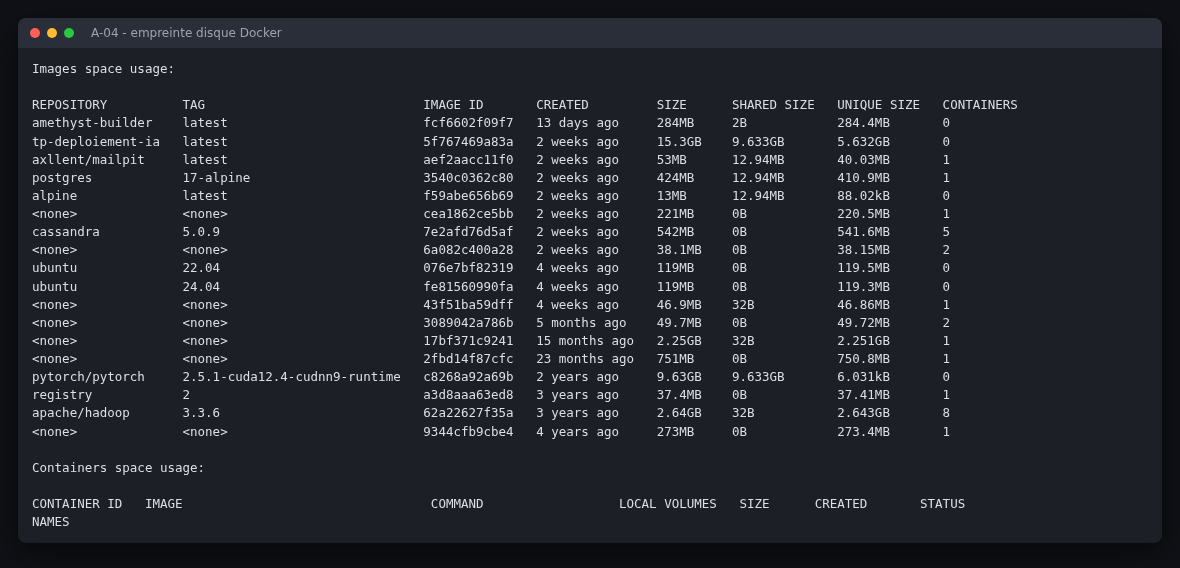 A-04 - empreinte disque Docker
Images space usage:
REPOSITORY          TAG                             IMAGE ID       CREATED         SIZE      SHARED SIZE   UNIQUE SIZE   CONTAINERS
amethyst-builder    latest                          fcf6602f09f7   13 days ago     284MB     2B            284.4MB       0
tp-deploiement-ia   latest                          5f767469a83a   2 weeks ago     15.3GB    9.633GB       5.632GB       0
axllent/mailpit     latest                          aef2aacc11f0   2 weeks ago     53MB      12.94MB       40.03MB       1
postgres            17-alpine                       3540c0362c80   2 weeks ago     424MB     12.94MB       410.9MB       1
alpine              latest                          f59abe656b69   2 weeks ago     13MB      12.94MB       88.02kB       0
<none>              <none>                          cea1862ce5bb   2 weeks ago     221MB     0B            220.5MB       1
cassandra           5.0.9                           7e2afd76d5af   2 weeks ago     542MB     0B            541.6MB       5
<none>              <none>                          6a082c400a28   2 weeks ago     38.1MB    0B            38.15MB       2
ubuntu              22.04                           076e7bf82319   4 weeks ago     119MB     0B            119.5MB       0
ubuntu              24.04                           fe81560990fa   4 weeks ago     119MB     0B            119.3MB       0
<none>              <none>                          43f51ba59dff   4 weeks ago     46.9MB    32B           46.86MB       1
<none>              <none>                          3089042a786b   5 months ago    49.7MB    0B            49.72MB       2
<none>              <none>                          17bf371c9241   15 months ago   2.25GB    32B           2.251GB       1
<none>              <none>                          2fbd14f87cfc   23 months ago   751MB     0B            750.8MB       1
pytorch/pytorch     2.5.1-cuda12.4-cudnn9-runtime   c8268a92a69b   2 years ago     9.63GB    9.633GB       6.031kB       0
registry            2                               a3d8aaa63ed8   3 years ago     37.4MB    0B            37.41MB       1
apache/hadoop       3.3.6                           62a22627f35a   3 years ago     2.64GB    32B           2.643GB       8
<none>              <none>                          9344cfb9cbe4   4 years ago     273MB     0B            273.4MB       1
Containers space usage:
CONTAINER ID   IMAGE                                 COMMAND                  LOCAL VOLUMES   SIZE      CREATED       STATUS
NAMES